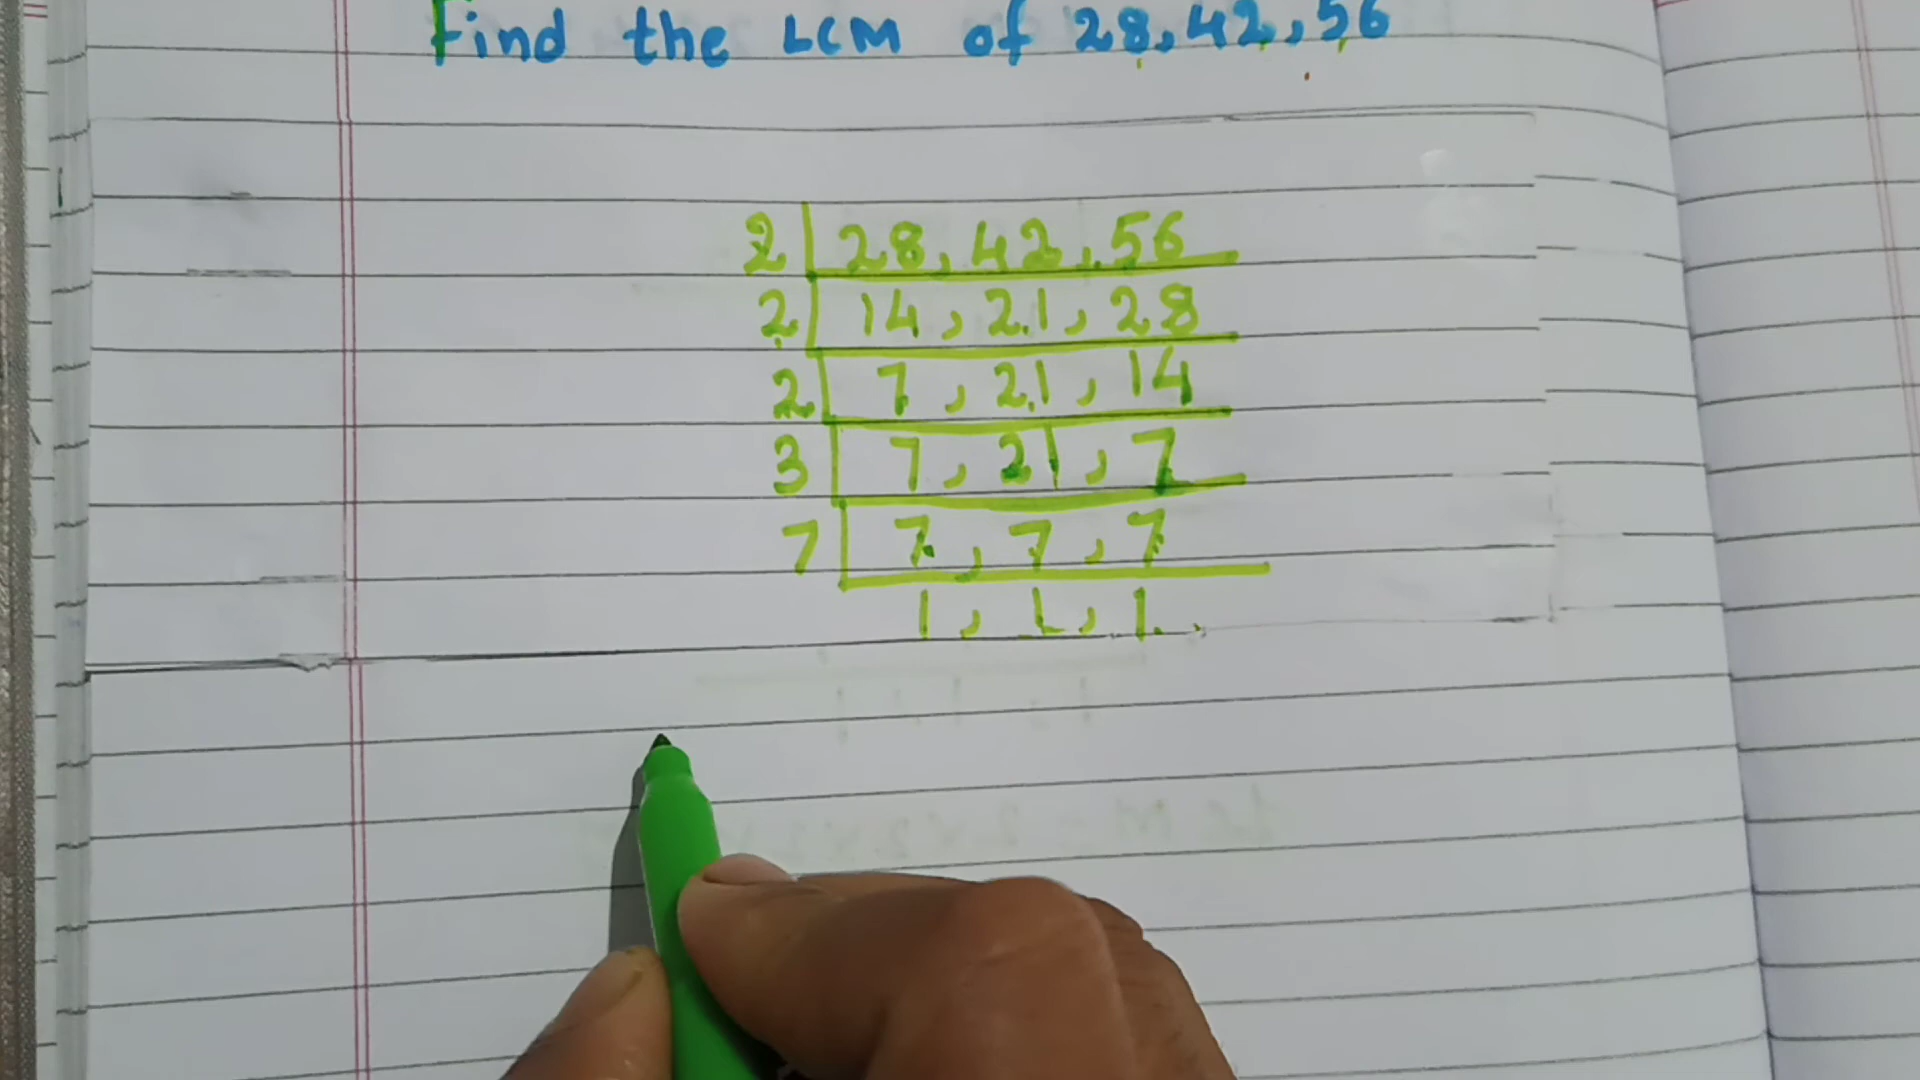 Find the LCM of 28,42,56
2 | 28, 42, 56
2 | 14, 21, 28
2 | 7, 21, 14
3 | 7, 21, 7
7 | 7, 7, 7
1, 1, 1